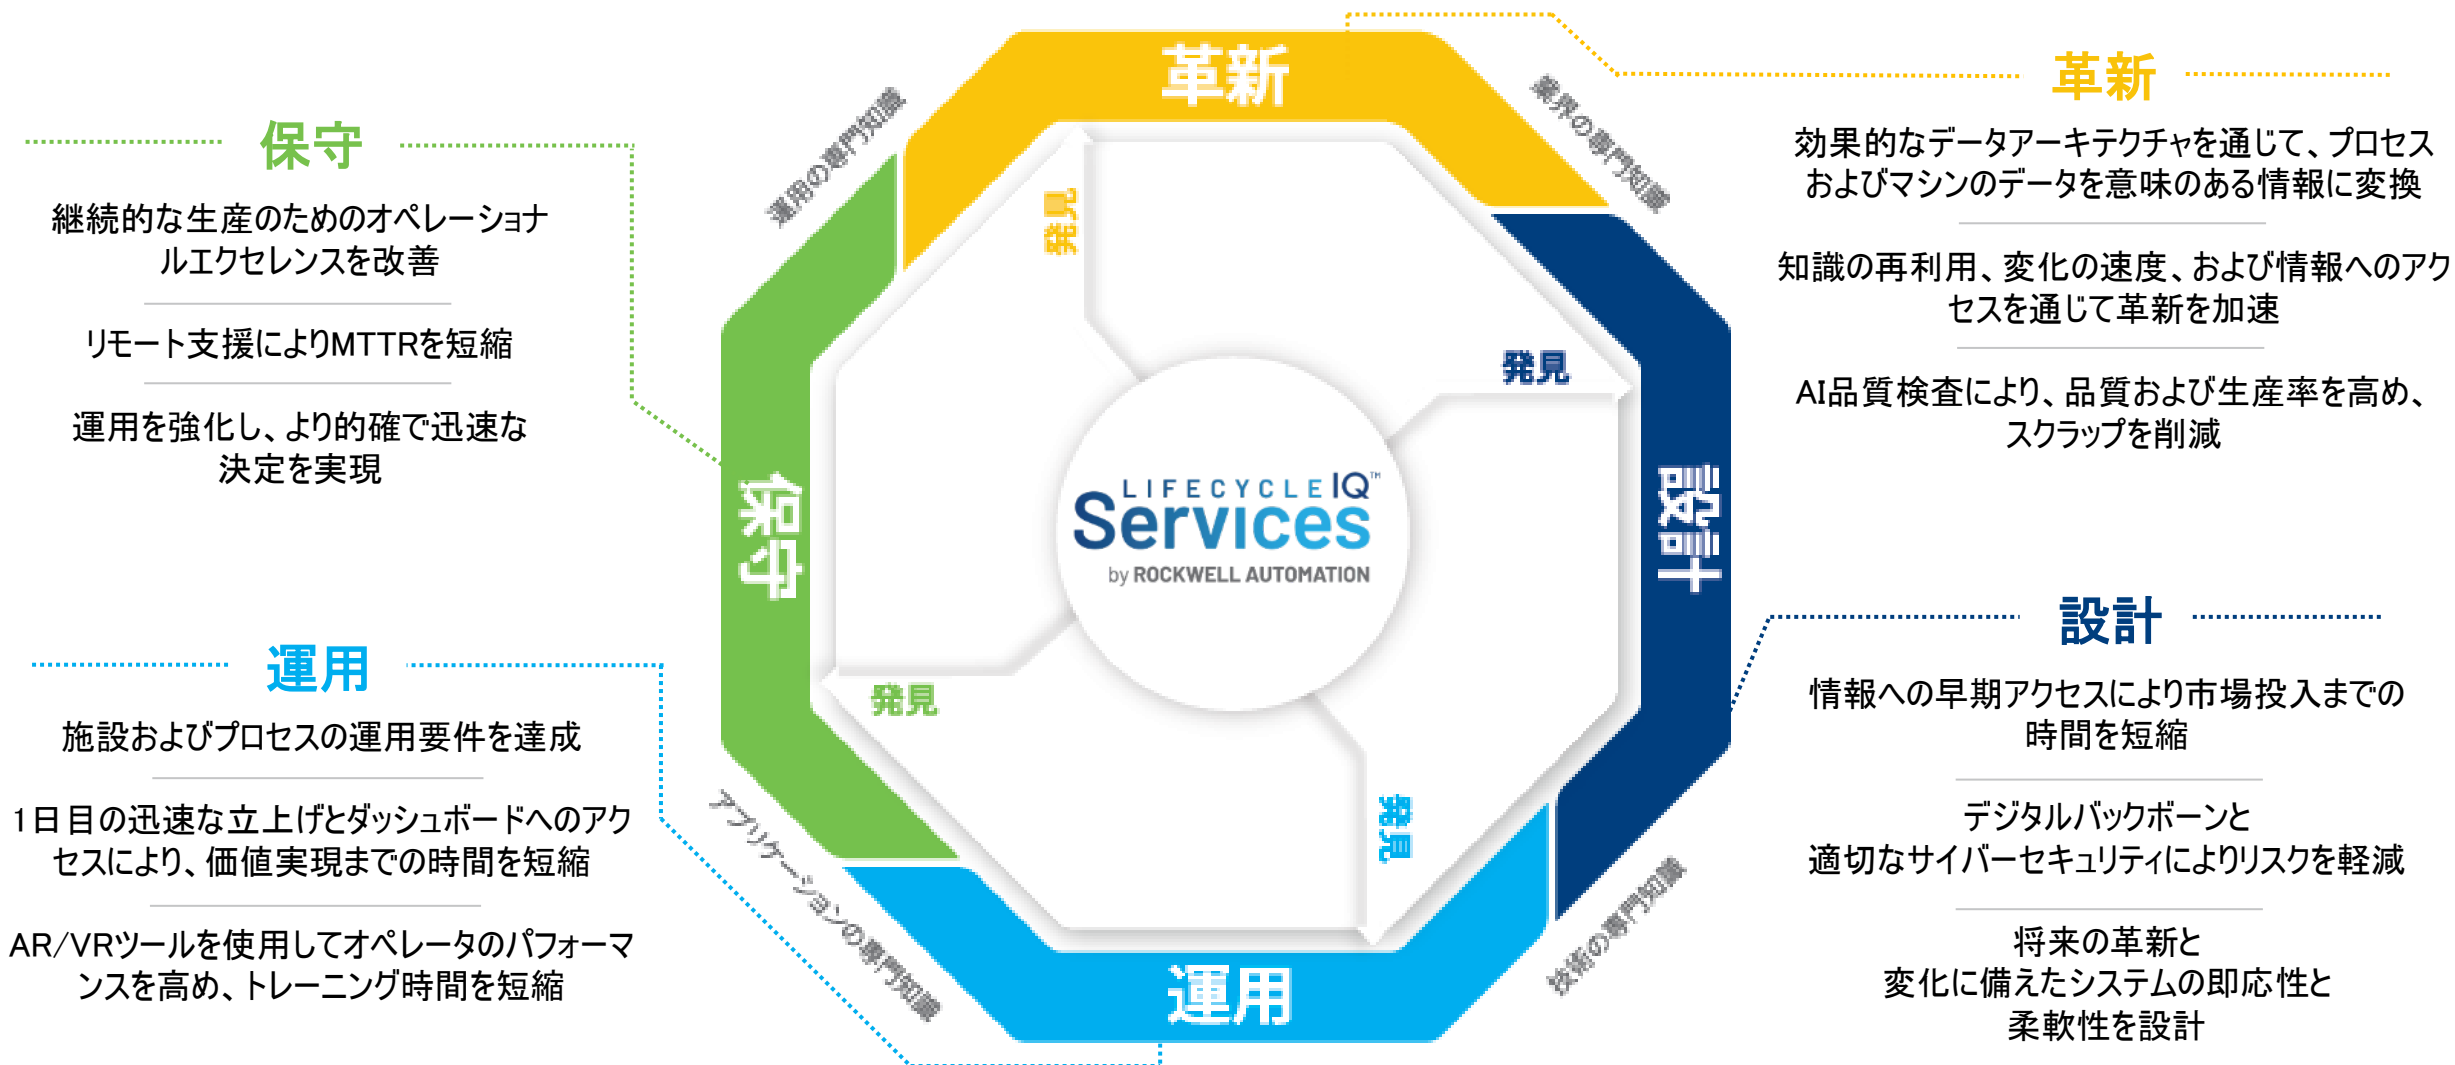 保守
継続的な生産のためのオペレーショナ
ルエクセレンスを改善
リモート支援によりMTTRを短縮
運用を強化し、より的確で迅速な
決定を実現
運用
施設およびプロセスの運用要件を達成
1日目の迅速な立上げとダッシュボードへのアク
セスにより、価値実現までの時間を短縮
AR/VRツールを使用してオペレータのパフォーマ
ンスを高め、トレーニング時間を短縮
革新
設計
運用
保守
運用の専門知識
業界の専門知識
技術の専門知識
アプリケーションの専門知識
発見
発見
発見
発見
LIFECYCLE IQ™
Services
by ROCKWELL AUTOMATION
革新
効果的なデータアーキテクチャを通じて、プロセス
およびマシンのデータを意味のある情報に変換
知識の再利用、変化の速度、および情報へのアク
セスを通じて革新を加速
AI品質検査により、品質および生産率を高め、
スクラップを削減
設計
情報への早期アクセスにより市場投入までの
時間を短縮
デジタルバックボーンと
適切なサイバーセキュリティによりリスクを軽減
将来の革新と
変化に備えたシステムの即応性と
柔軟性を設計